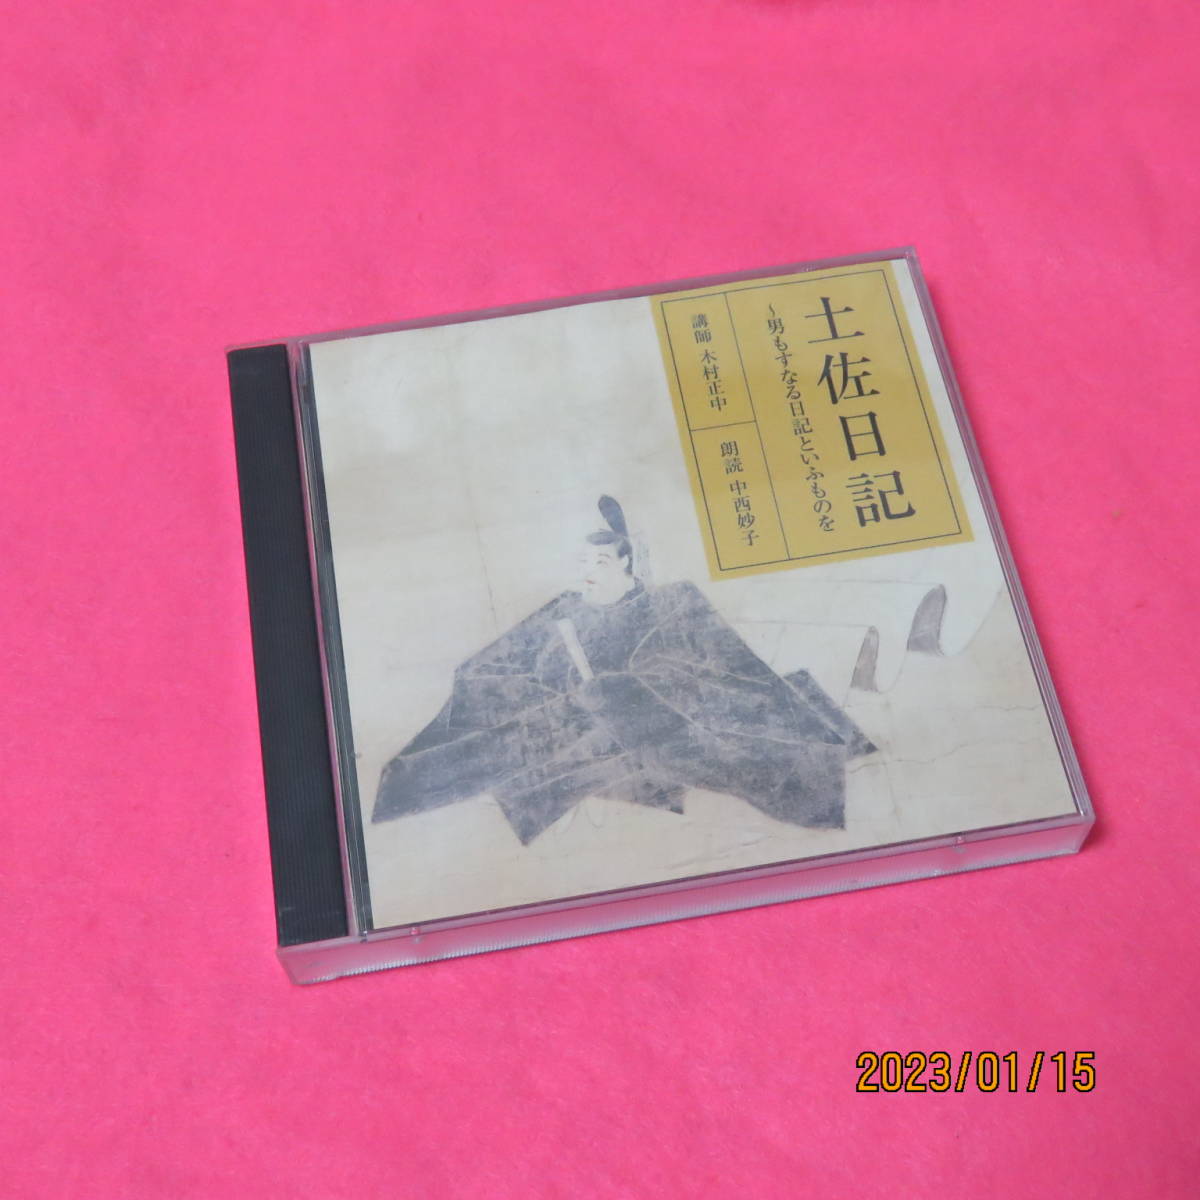 土佐日記
～男もすなる日記といふものを
講師 木村正中
朗読 中西妙子
2023/01/15